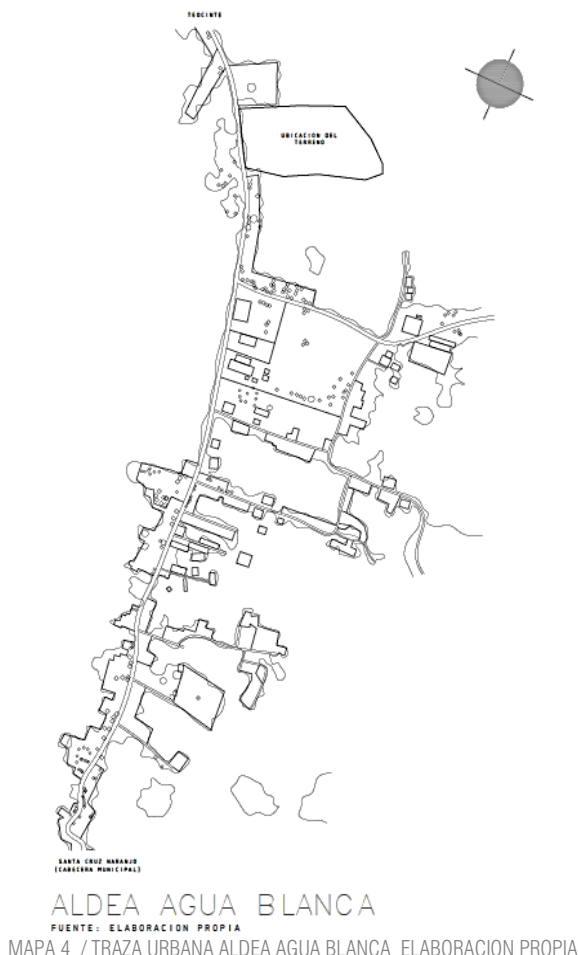 TEOCINTE
UBICACION DEL
TERRENO
SANTA CRUZ NARANJO
(CABECERA MUNICIPAL)
ALDEA AGUA BLANCA
FUENTE: ELABORACION PROPIA
MAPA 4 / TRAZA URBANA ALDEA AGUA BLANCA ELABORACION PROPIA